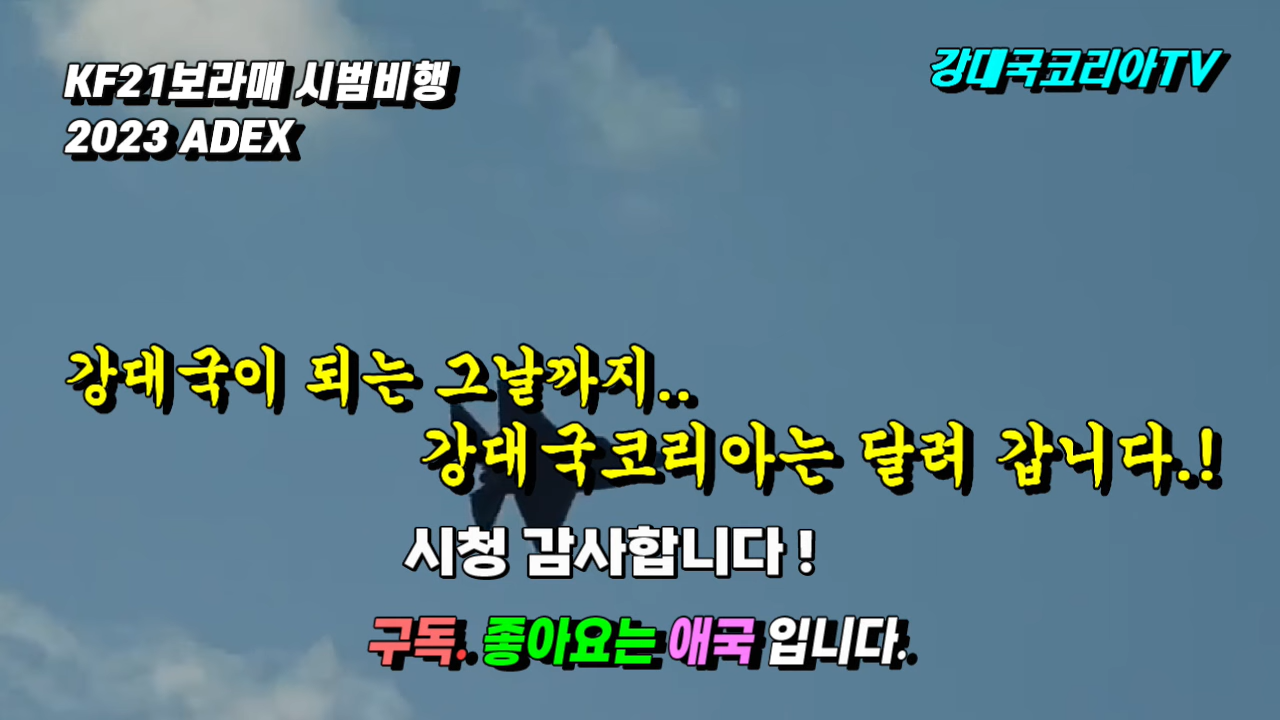 KF21보라매 시범비행
2023 ADEX
강대국코리아TV
강대국이 되는 그날까지..
강대국코리아는 달려 갑니다.!
시청 감사합니다 !
구독. 좋아요는 애국 입니다.